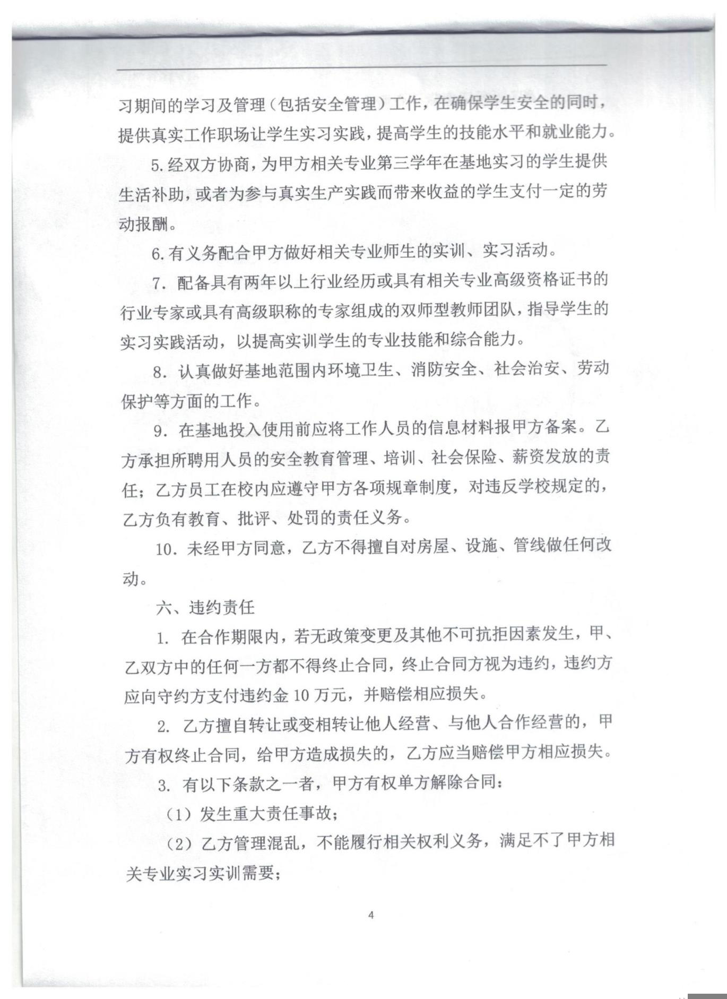 习期间的学习及管理（包括安全管理）工作，在确保学生安全的同时，
提供真实工作职场让学生实习实践，提高学生的技能水平和就业能力。
5.经双方协商，为甲方相关专业第三学年在基地实习的学生提供
生活补助，或者为参与真实生产实践而带来收益的学生支付一定的劳
动报酬。
6.有义务配合甲方做好相关专业师生的实训、实习活动。
7．配备具有两年以上行业经历或具有相关专业高级资格证书的
行业专家或具有高级职称的专家组成的双师型教师团队，指导学生的
实习实践活动，以提高实训学生的专业技能和综合能力。
8．认真做好基地范围内环境卫生、消防安全、社会治安、劳动
保护等方面的工作。
9．在基地投入使用前应将工作人员的信息材料报甲方备案。乙
方承担所聘用人员的安全教育管理、培训、社会保险、薪资发放的责
任；乙方员工在校内应遵守甲方各项规章制度，对违反学校规定的，
乙方负有教育、批评、处罚的责任义务。
10．未经甲方同意，乙方不得擅自对房屋、设施、管线做任何改
动。
六、违约责任
1. 在合作期限内，若无政策变更及其他不可抗拒因素发生，甲、
乙双方中的任何一方都不得终止合同，终止合同方视为违约，违约方
应向守约方支付违约金 10 万元，并赔偿相应损失。
2. 乙方擅自转让或变相转让他人经营、与他人合作经营的，甲
方有权终止合同，给甲方造成损失的，乙方应当赔偿甲方相应损失。
3. 有以下条款之一者，甲方有权单方解除合同：
（1）发生重大责任事故；
（2）乙方管理混乱，不能履行相关权利义务，满足不了甲方相
关专业实习实训需要；
4